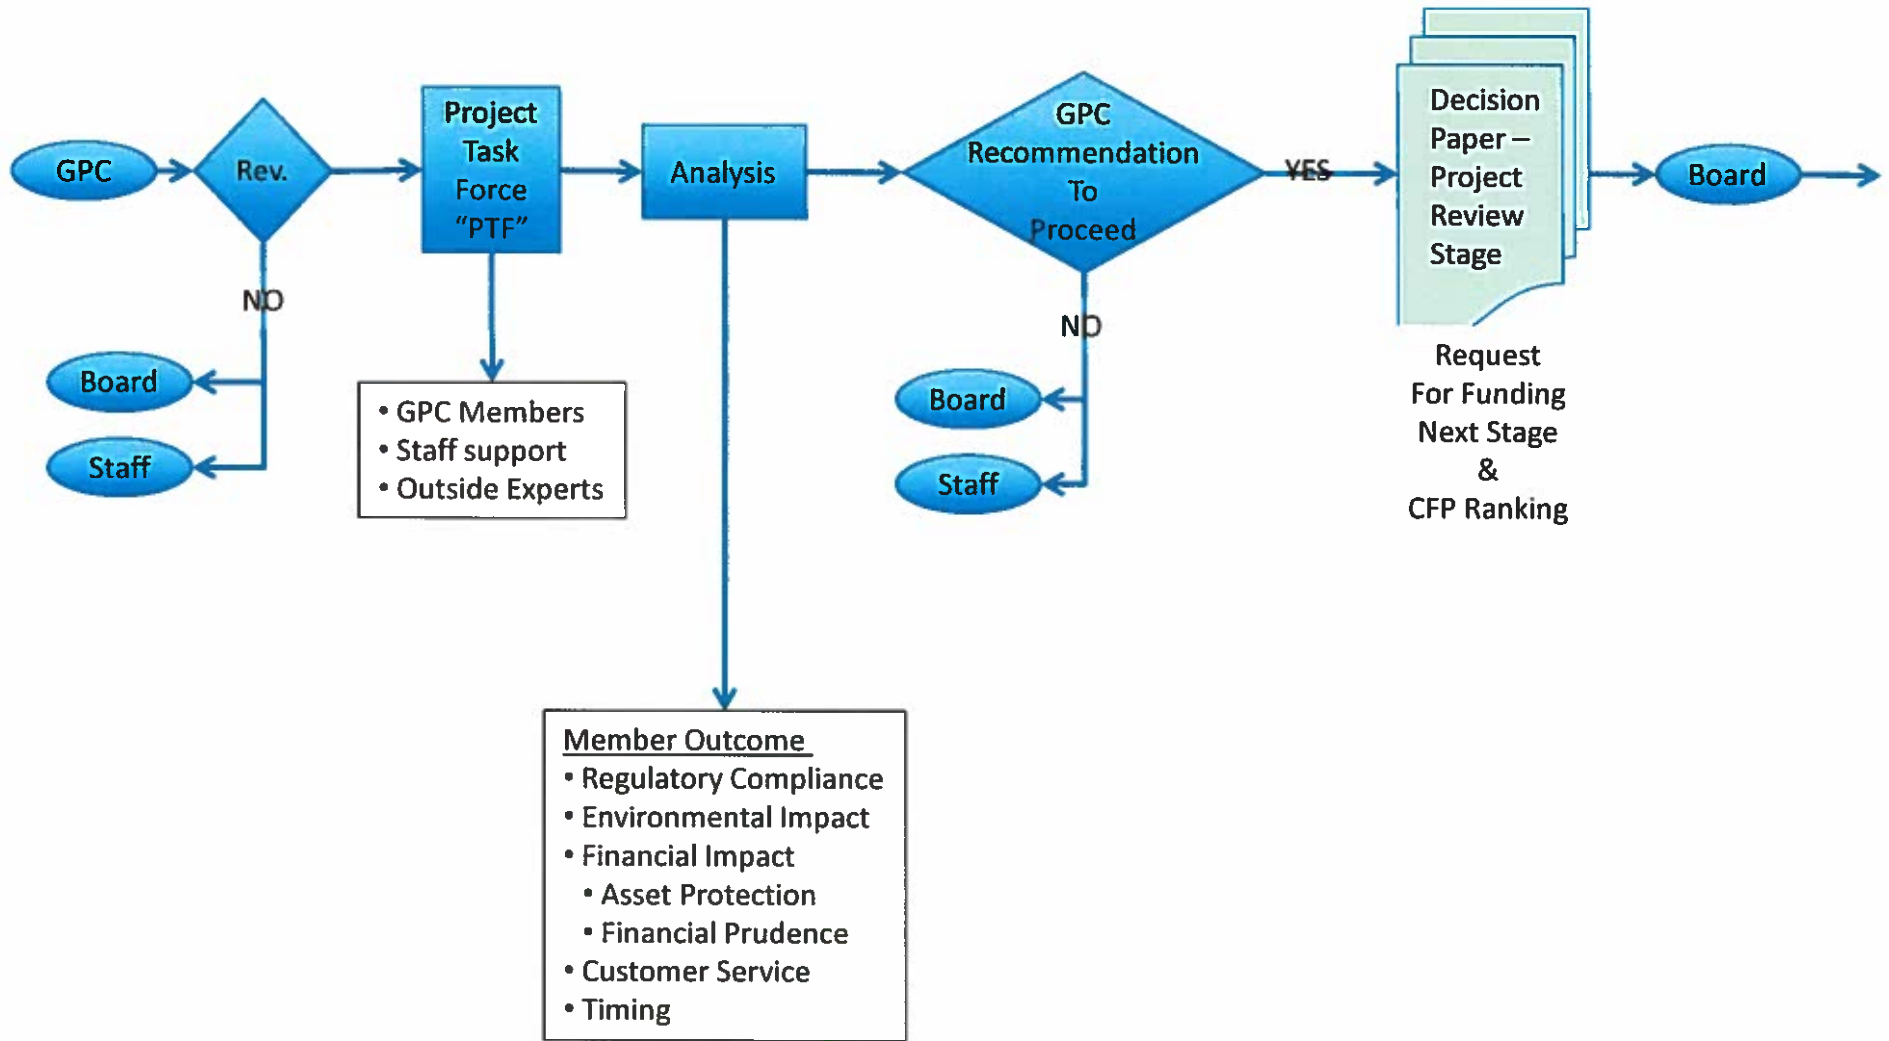 GPC
Rev.
NO
Board
Staff
Project
Task
Force
“PTF”
• GPC Members
• Staff support
• Outside Experts
Analysis
Member Outcome
• Regulatory Compliance
• Environmental Impact
• Financial Impact
• Asset Protection
• Financial Prudence
• Customer Service
• Timing
GPC
Recommendation
To
Proceed
NO
Board
Staff
YES
Decision
Paper –
Project
Review
Stage
Request
For Funding
Next Stage
&
CFP Ranking
Board